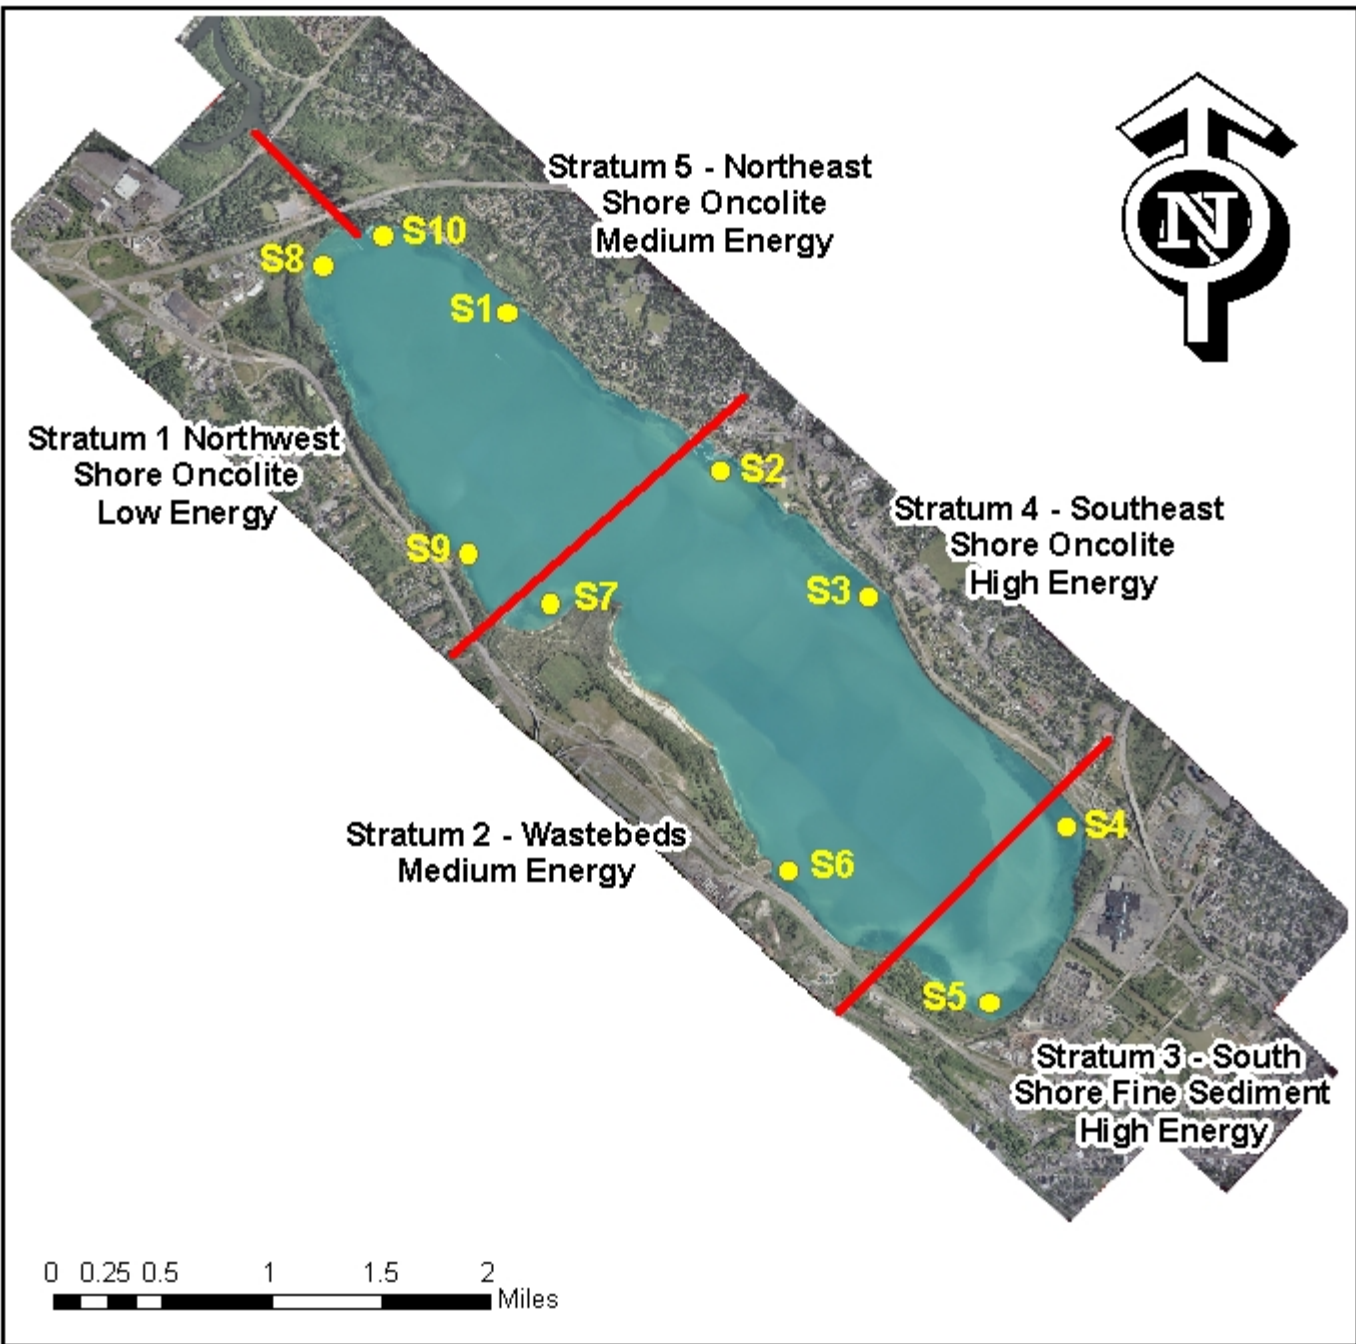 Stratum 5 - Northeast
Shore Oncolite
Medium Energy
N
S10
S8
S1
Stratum 1 Northwest
Shore Oncolite
Low Energy
S2
S9
S7
S3
Stratum 4 - Southeast
Shore Oncolite
High Energy
Stratum 2 - Wastebeds
Medium Energy
S4
S6
S5
Stratum 3 - South
Shore Fine Sediment
High Energy
0 0.25 0.5 1 1.5 2
Miles